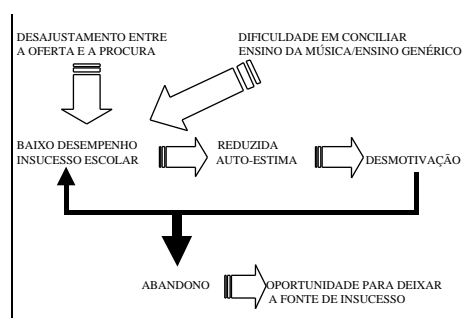 DESAJUSTAMENTO ENTRE
A OFERTA E A PROCURA
DIFICULDADE EM CONCILIAR
ENSINO DA MÚSICA/ENSINO GENÉRICO
BAIXO DESEMPENHO
INSUCESSO ESCOLAR
REDUZIDA
AUTO-ESTIMA
DESMOTIVAÇÃO
ABANDONO
OPORTUNIDADE PARA DEIXAR
A FONTE DE INSUCESSO